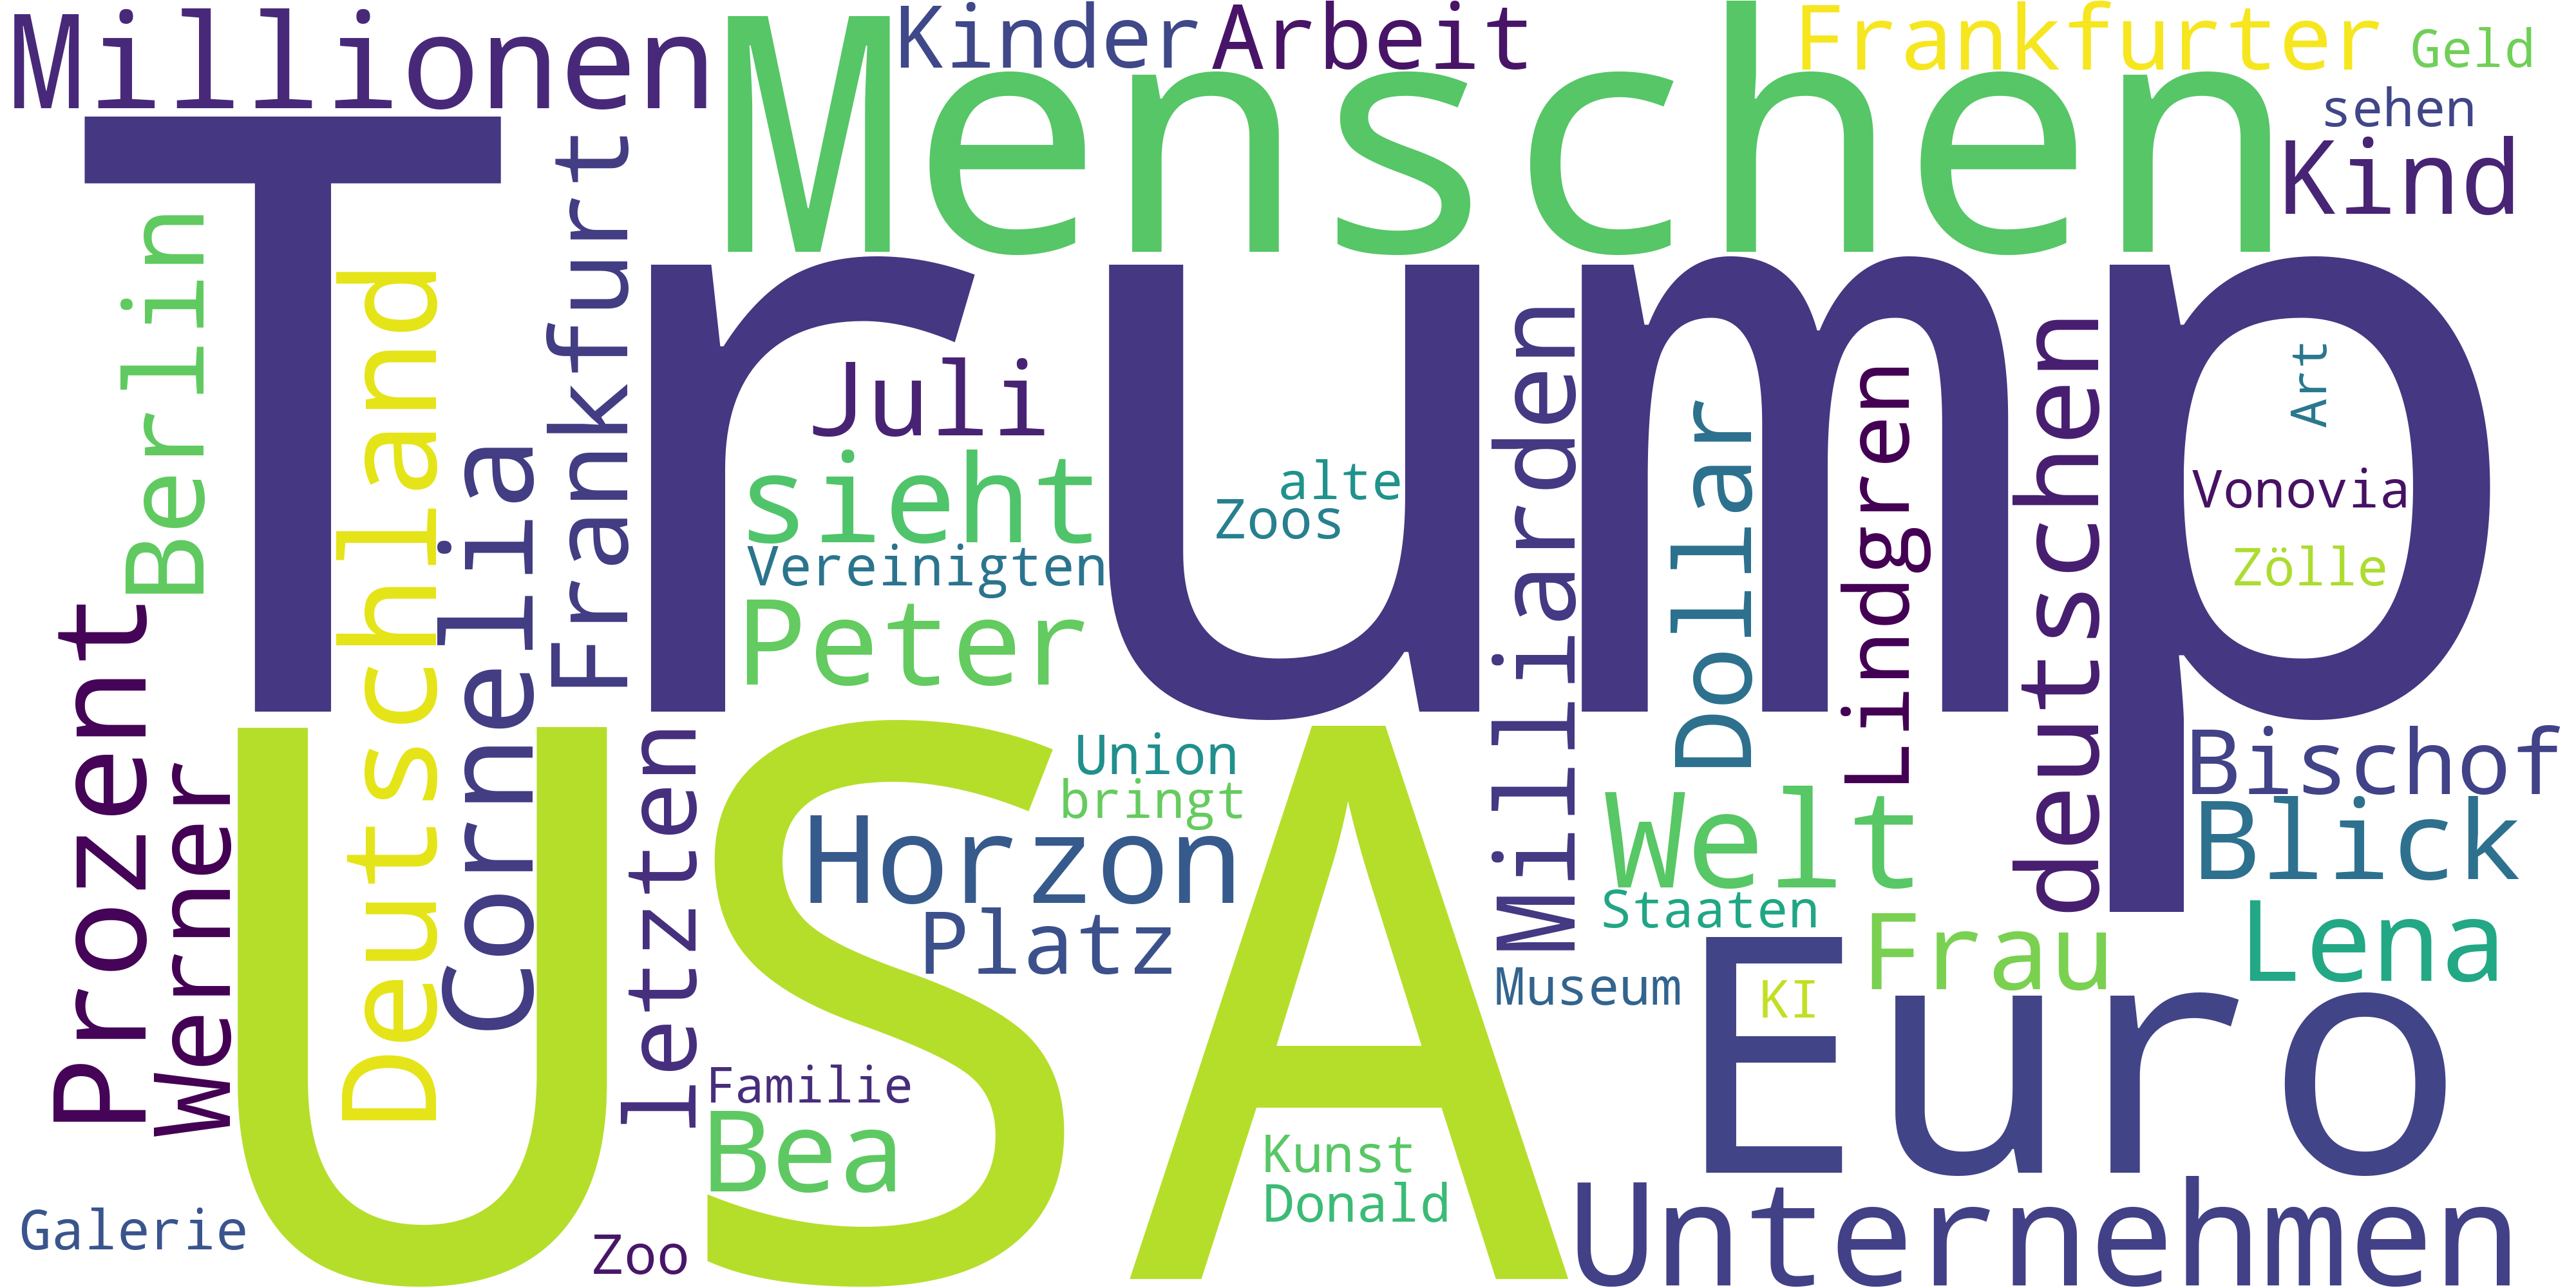 Millionen
Menschen
Kinder
Arbeit
Frankfurter
Geld
sehen
Kind
Trump
Berlin
Deutschland
Cornelia
Frankfurt
Juli
sieht
Vereinigten
Peter
alte
Zoos
Milliarden
Dollar
Lindgren
deutschen
Art
Vonovia
Zölle
Prozent
Werner
USA
letzten
Union
bringt
Horzon
Platz
Welt
Staaten
Museum
KI
Frau
Bischof
Blick
Lena
Euro
Familie
Bea
Kunst
Donald
Unternehmen
Galerie
Zoo